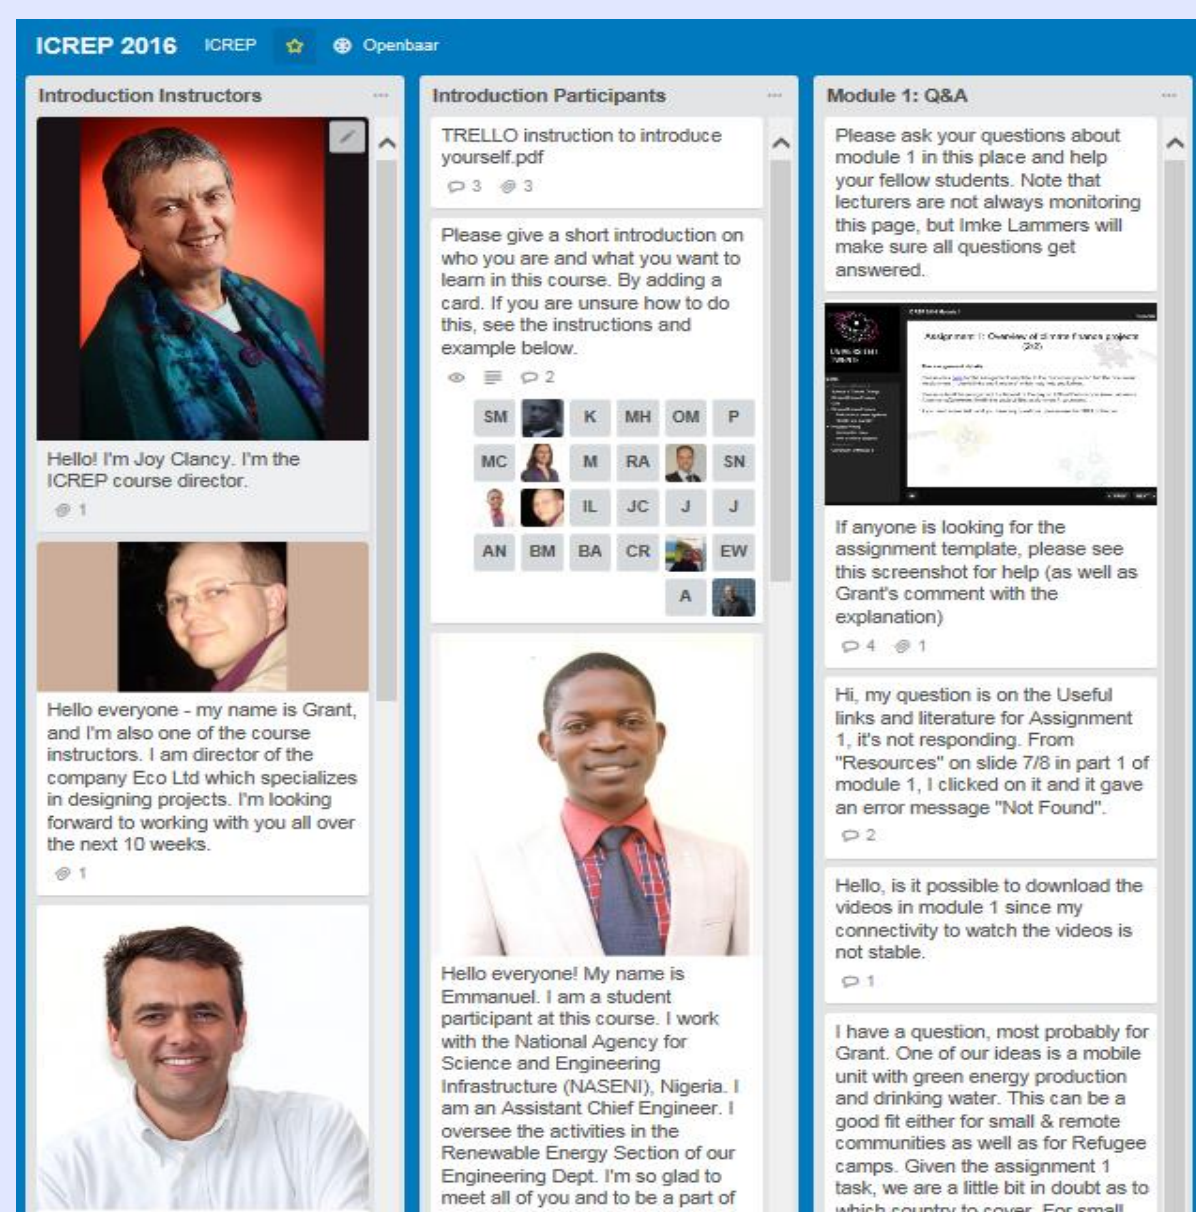 ICREP 2016 ICREP Openbaar
Introduction Instructors
Hello! I'm Joy Clancy. I'm the
ICREP course director.
1
Hello everyone - my name is Grant,
and I'm also one of the course
instructors. I am director of the
company Eco Ltd which specializes
in designing projects. I'm looking
forward to working with you all over
the next 10 weeks.
1
Introduction Participants
TRELLO instruction to introduce
yourself.pdf
3 3
Please give a short introduction on
who you are and what you want to
learn in this course. By adding a
card. If you are unsure how to do
this, see the instructions and
example below.
2
SM K MH OM P
MC M RA SN
IL JC J J
AN BM BA CR EW
A
Hello everyone! My name is
Emmanuel. I am a student
participant at this course. I work
with the National Agency for
Science and Engineering
Infrastructure (NASENI), Nigeria. I
am an Assistant Chief Engineer. I
oversee the activities in the
Renewable Energy Section of our
Engineering Dept. I'm so glad to
meet all of you and to be a part of
Module 1: Q&A
Please ask your questions about
module 1 in this place and help
your fellow students. Note that
lecturers are not always monitoring
this page, but Imke Lammers will
make sure all questions get
answered.
Assignment 1: Overview of climate finance projects
(2/2)
If anyone is looking for the
assignment template, please see
this screenshot for help (as well as
Grant's comment with the
explanation)
4 1
Hi, my question is on the Useful
links and literature for Assignment
1, it's not responding. From
"Resources" on slide 7/8 in part 1 of
module 1, I clicked on it and it gave
an error message "Not Found".
2
Hello, is it possible to download the
videos in module 1 since my
connectivity to watch the videos is
not stable.
1
I have a question, most probably for
Grant. One of our ideas is a mobile
unit with green energy production
and drinking water. This can be a
good fit either for small & remote
communities as well as for Refugee
camps. Given the assignment 1
task, we are a little bit in doubt as to
which country to cover. For small